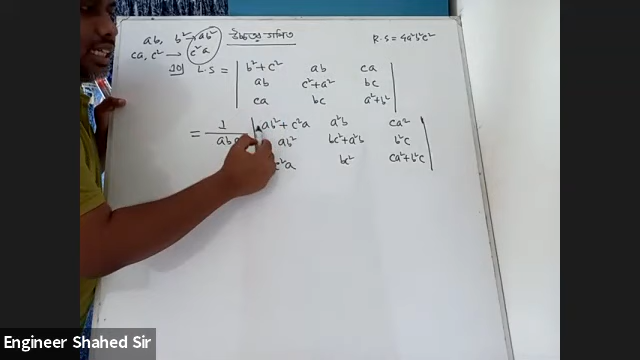 ab, b² → ab² উচ্চতর গণিত R.S = 4a²b²c²
ca, c² → c²a
10) L.S = | b²+c² ab ca |
| ab c²+a² bc |
| ca bc a²+b² |
= 1/ab | ab²+c²a a²b ca² |
| ab² bc²+a²b b²c |
| c²a bc² ca²+b²c |
Engineer Shahed Sir